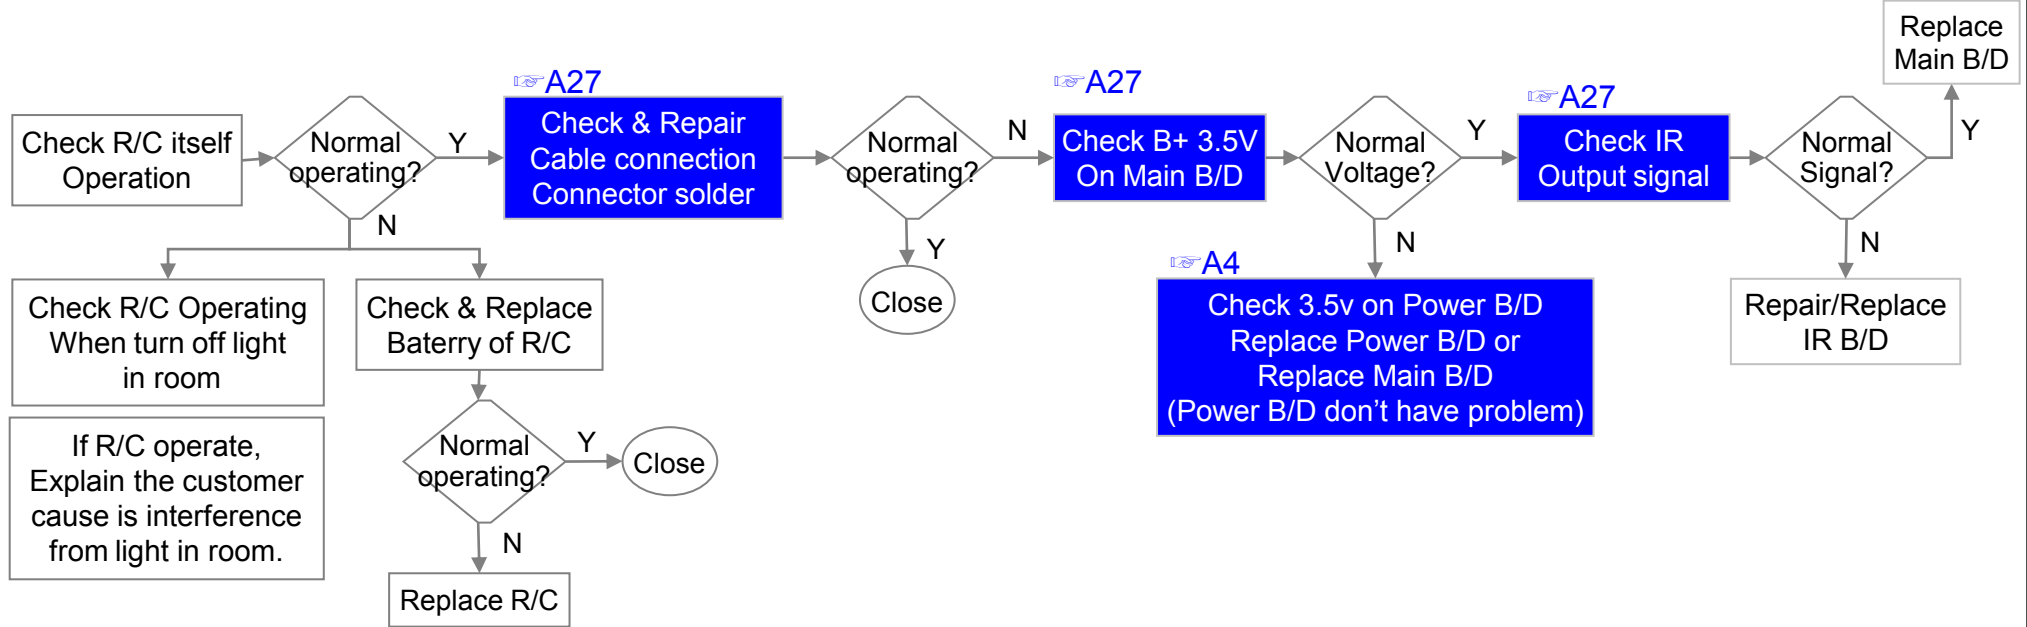 Replace
Main B/D
☞A27
☞A27
☞A27
Check R/C itself
Operation
Normal
operating?
Y
Check & Repair
Cable connection
Connector solder
Normal
operating?
N
Check B+ 3.5V
On Main B/D
Normal
Voltage?
Y
Check IR
Output signal
Normal
Signal?
Y
N
Y
N
N
Close
☞A4
Check R/C Operating
When turn off light
in room
Check & Replace
Baterry of R/C
Check 3.5v on Power B/D
Replace Power B/D or
Replace Main B/D
(Power B/D don't have problem)
Repair/Replace
IR B/D
If R/C operate,
Explain the customer
cause is interference
from light in room.
Normal
operating?
Y
Close
N
Replace R/C